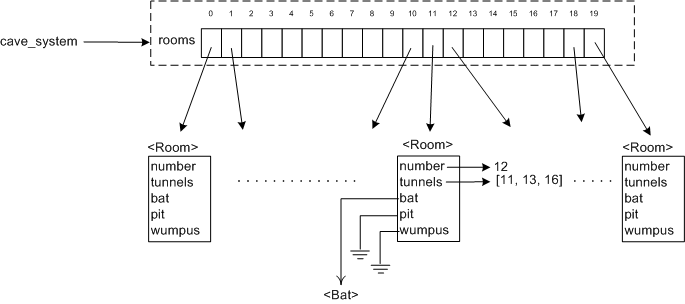 0 1 2 3 4 5 6 7 8 9 10 11 12 13 14 15 16 17 18 19
cave_system
rooms
<Room>
number
tunnels
bat
pit
wumpus
<Room>
number
tunnels
bat
pit
wumpus
12
[11, 13, 16]
<Bat>
<Room>
number
tunnels
bat
pit
wumpus